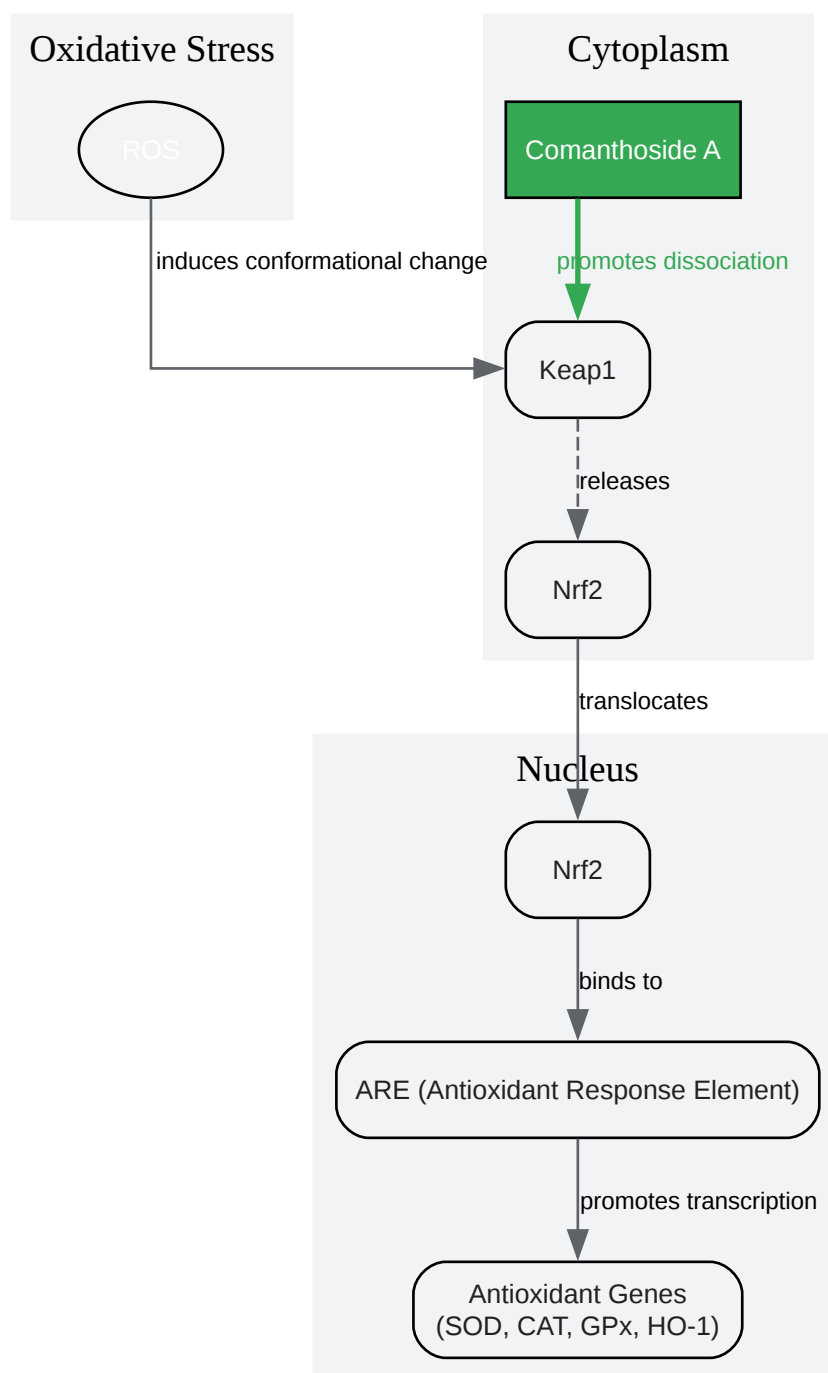 Oxidative Stress
Cytoplasm
ROS
Comanthoside A
induces conformational change
promotes dissociation
Keap1
releases
Nrf2
translocates
Nucleus
Nrf2
binds to
ARE (Antioxidant Response Element)
promotes transcription
Antioxidant Genes
(SOD, CAT, GPx, HO-1)